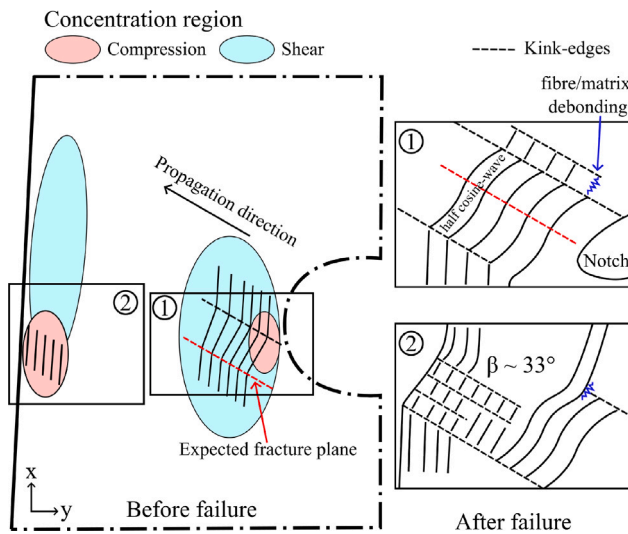 Concentration region
Compression
Shear
Kink-edges
fibre/matrix
debonding
Propagation
direction
1
half cosine-wave
Notch
2
1
2
β ~ 33°
Expected fracture plane
x
y
Before failure
After failure